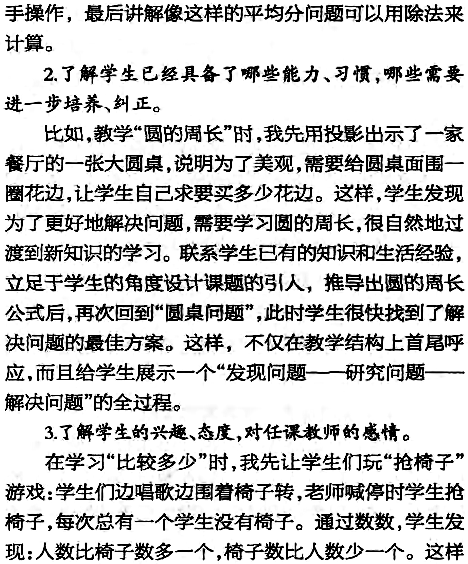 手操作，最后讲解像这样的平均分问题可以用除法来
计算。
2.了解学生已经具备了哪些能力、习惯，哪些需要
进一步培养、纠正。
比如，教学“圆的周长”时，我先用投影出示了一家
餐厅的一张大圆桌，说明为了美观，需要给圆桌面围一
圈花边，让学生自己求要买多少花边。这样，学生发现
为了更好地解决问题，需要学习圆的周长，很自然地过
渡到新知识的学习。联系学生已有的知识和生活经验，
立足于学生的角度设计课题的引人，推导出圆的周长
公式后，再次回到“圆桌问题”，此时学生很快找到了解
决问题的最佳方案。这样，不仅在教学结构上首尾呼
应，而且给学生展示一个“发现问题——研究问题——
解决问题”的全过程。
3.了解学生的兴趣、态度，对任课教师的感情。
在学习“比较多少”时，我先让学生们玩“抢椅子”
游戏：学生们边唱歌边围着椅子转，老师喊停时学生抢
椅子，每次总有一个学生没有椅子。通过数数，学生发
现：人数比椅子数多一个，椅子数比人数少一个。这样